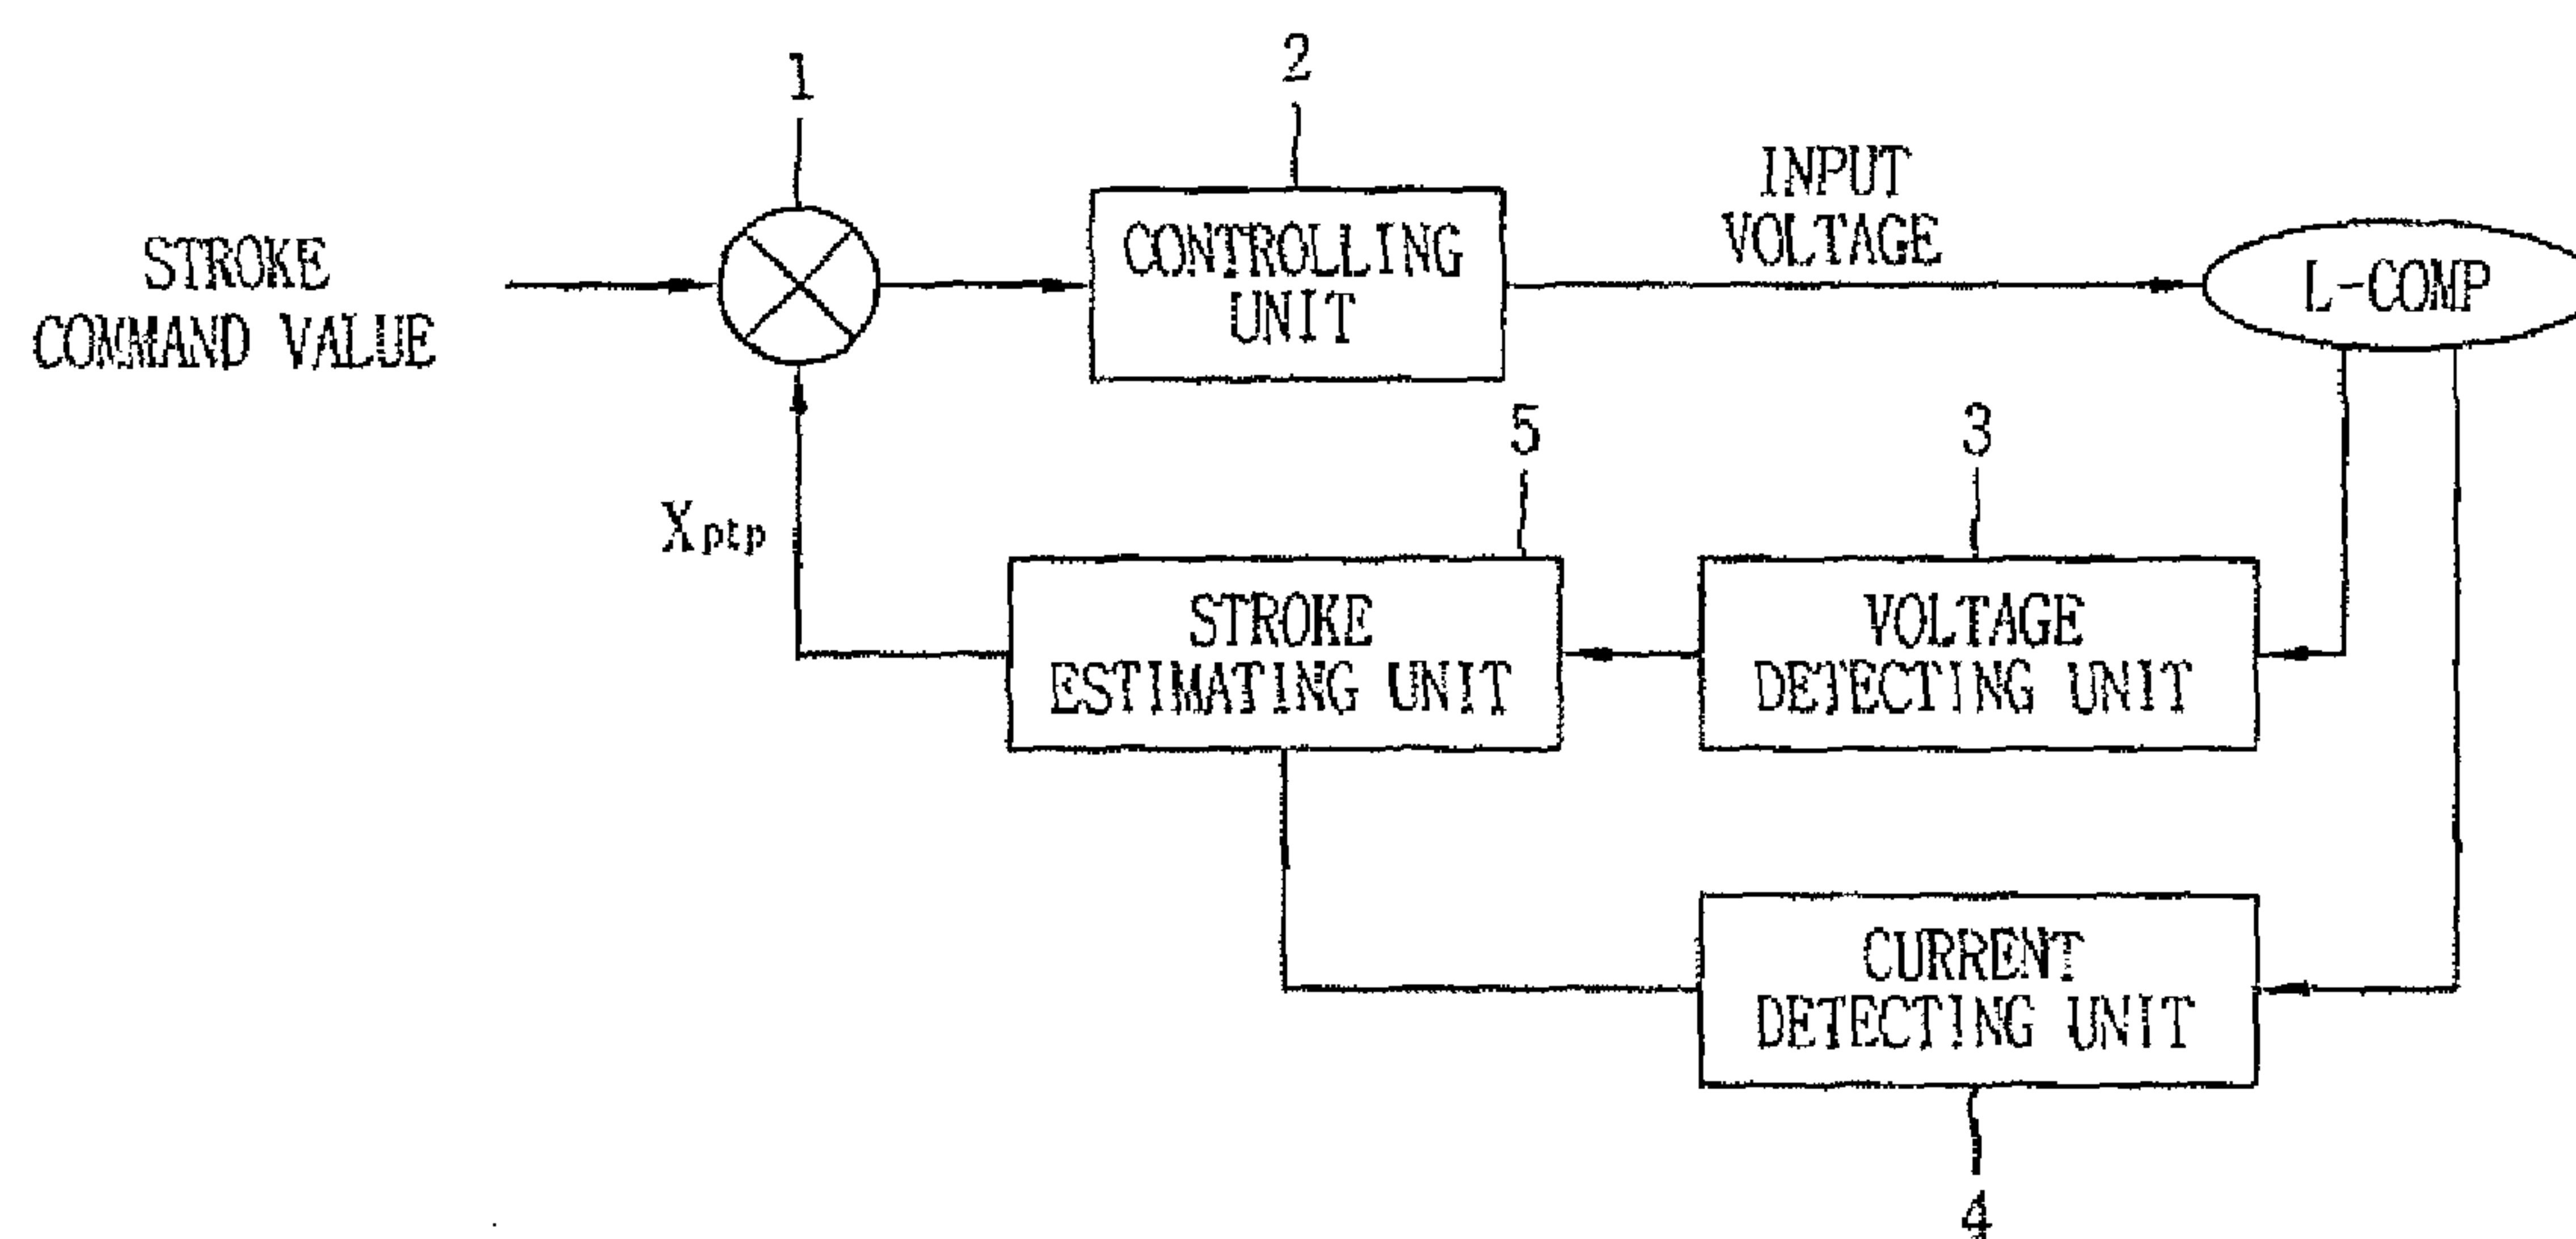 1
2
STROKE
COMMAND VALUE
CONTROLLING
UNIT
INPUT
VOLTAGE
L-COMP
Xptp
5
3
STROKE
ESTIMATING UNIT
VOLTAGE
DETECTING UNIT
CURRENT
DETECTING UNIT
4